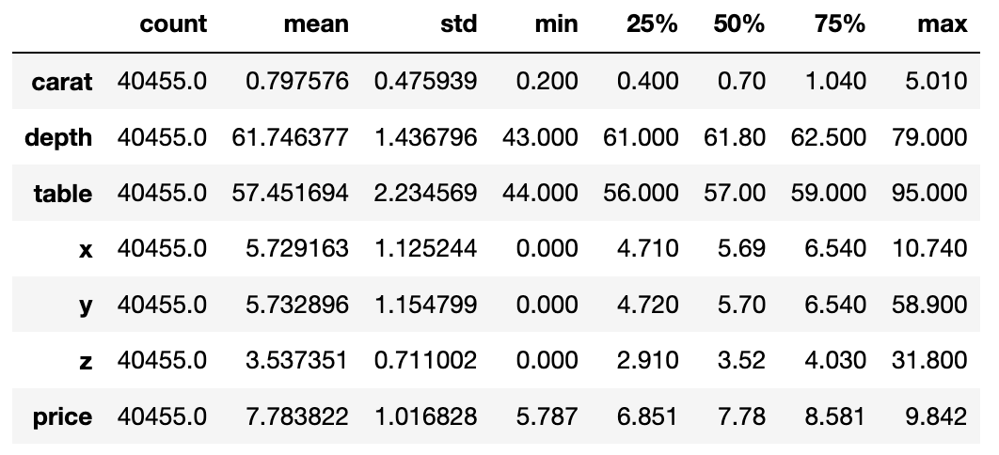 count mean std min 25% 50% 75% max
carat 40455.0 0.797576 0.475939 0.200 0.400 0.70 1.040 5.010
depth 40455.0 61.746377 1.436796 43.000 61.000 61.80 62.500 79.000
table 40455.0 57.451694 2.234569 44.000 56.000 57.00 59.000 95.000
x 40455.0 5.729163 1.125244 0.000 4.710 5.69 6.540 10.740
y 40455.0 5.732896 1.154799 0.000 4.720 5.70 6.540 58.900
z 40455.0 3.537351 0.711002 0.000 2.910 3.52 4.030 31.800
price 40455.0 7.783822 1.016828 5.787 6.851 7.78 8.581 9.842